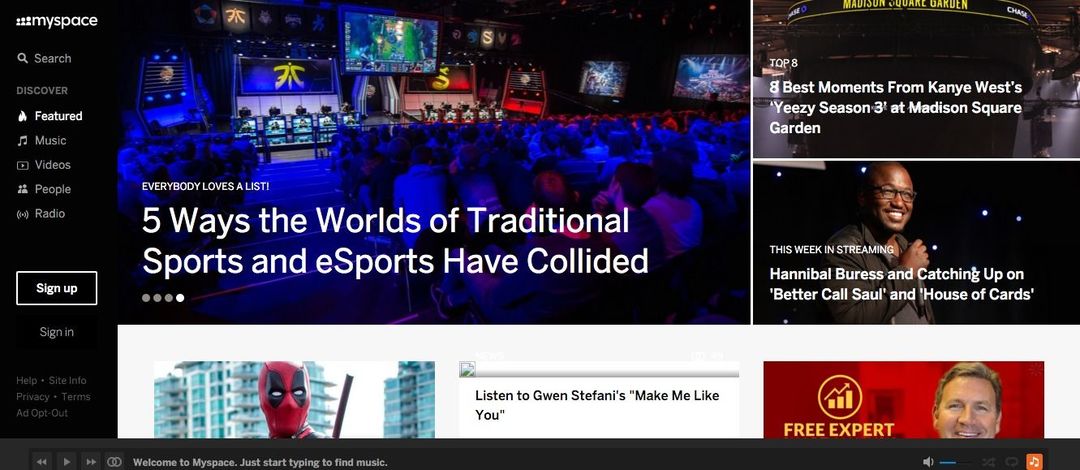 myspace
Search
DISCOVER
Featured
Music
Videos
People
Radio
Sign up
Sign in
Help • Site Info
Privacy • Terms
Ad Opt-Out
EVERYBODY LOVES A LIST!
5 Ways the Worlds of Traditional
Sports and eSports Have Collided
MADISON SQUARE GARDEN
CHASE
CHASE
TOP 8
8 Best Moments From Kanye West's
'Yeezy Season 3' at Madison Square
Garden
THIS WEEK IN STREAMING
Hannibal Buress and Catching Up on
'Better Call Saul' and 'House of Cards'
NEWS
Listen to Gwen Stefani's "Make Me Like
You"
FREE EXPERT
Welcome to Myspace. Just start typing to find music.